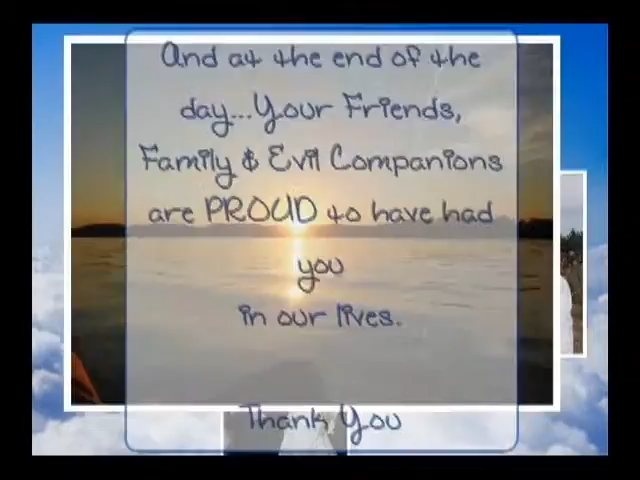 And at the end of the
day...Your Friends,
Family & Evil Companions
are PROUD to have had
you
in our lives.
Thank You